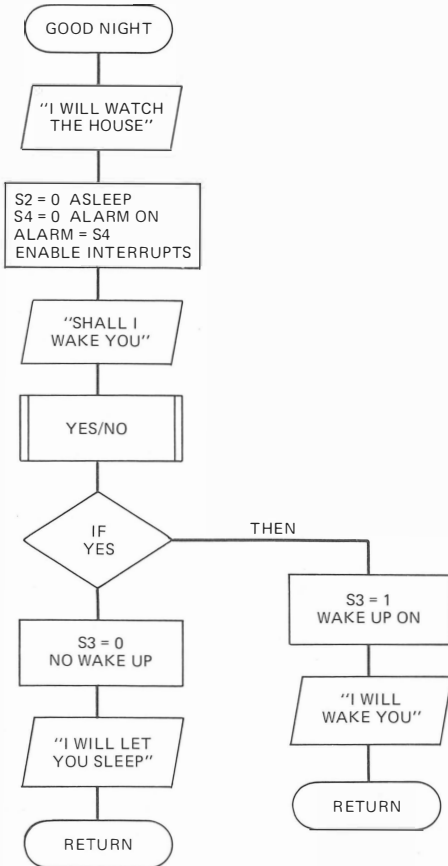 GOOD NIGHT
"I WILL WATCH
THE HOUSE"
S2 = 0 ASLEEP
S4 = 0 ALARM ON
ALARM = S4
ENABLE INTERRUPTS
"SHALL I
WAKE YOU"
YES/NO
IF
YES
THEN
S3 = 0
NO WAKE UP
"I WILL LET
YOU SLEEP"
RETURN
S3 = 1
WAKE UP ON
"I WILL
WAKE YOU"
RETURN